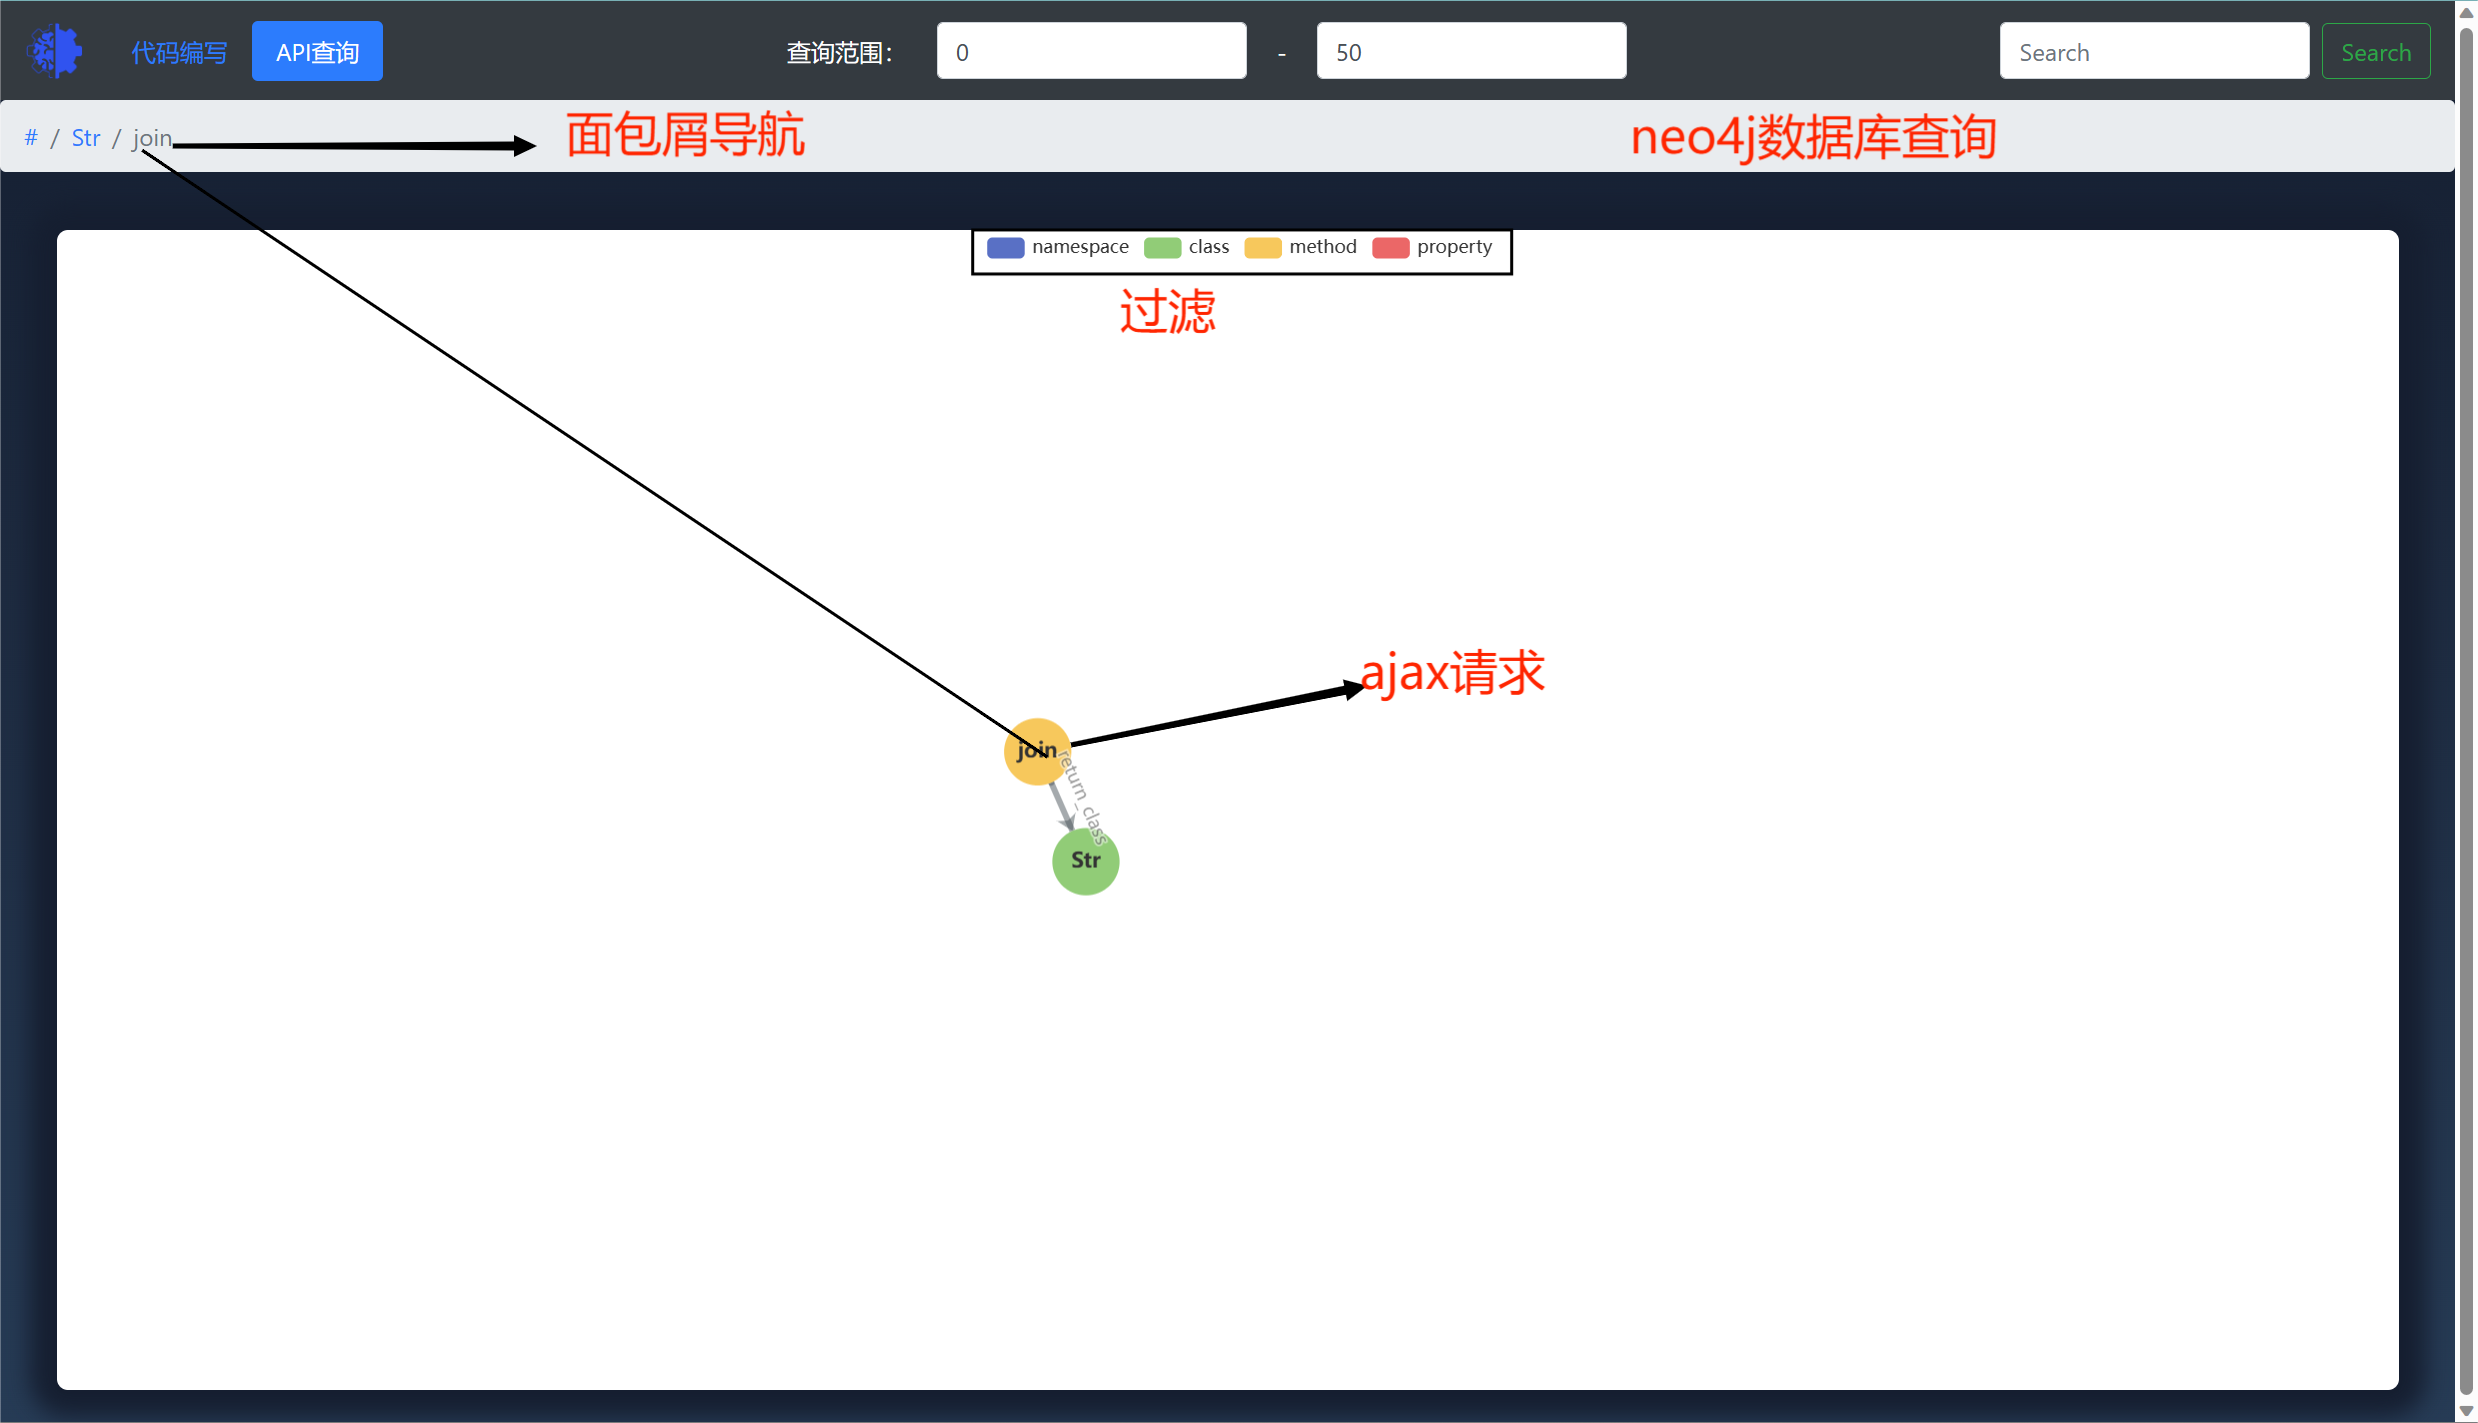 代码编写 API查询 查询范围： 0 - 50 Search Search
# / Str / join 面包屑导航 neo4j数据库查询
namespace class method property
过滤
ajax请求
join
return_class
Str